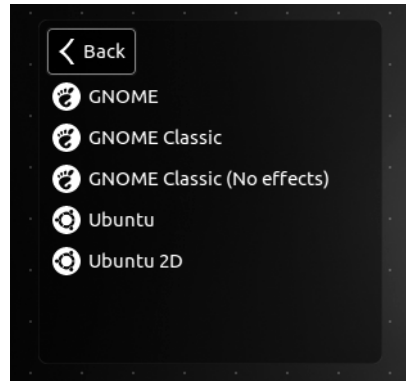 Back
GNOME
GNOME Classic
GNOME Classic (No effects)
Ubuntu
Ubuntu 2D